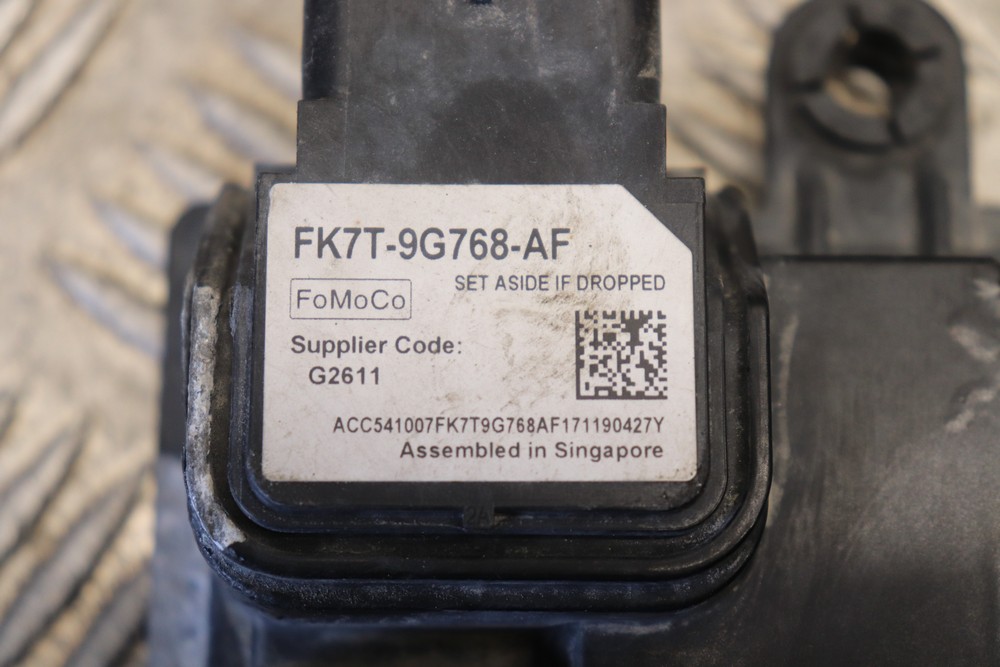 FK7T-9G768-AF
SET ASIDE IF DROPPED
FoMoCo
Supplier Code:
G2611
ACC541007FK7T9G768AF171190427Y
Assembled in Singapore